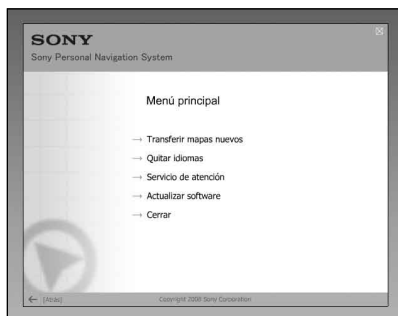 SONY
Sony Personal Navigation System
Menú principal
→ Transferir mapas nuevos
→ Quitar idiomas
→ Servicio de atención
→ Actualizar software
→ Cerrar
← [Atrás]
Copyright 2008 Sony Corporation